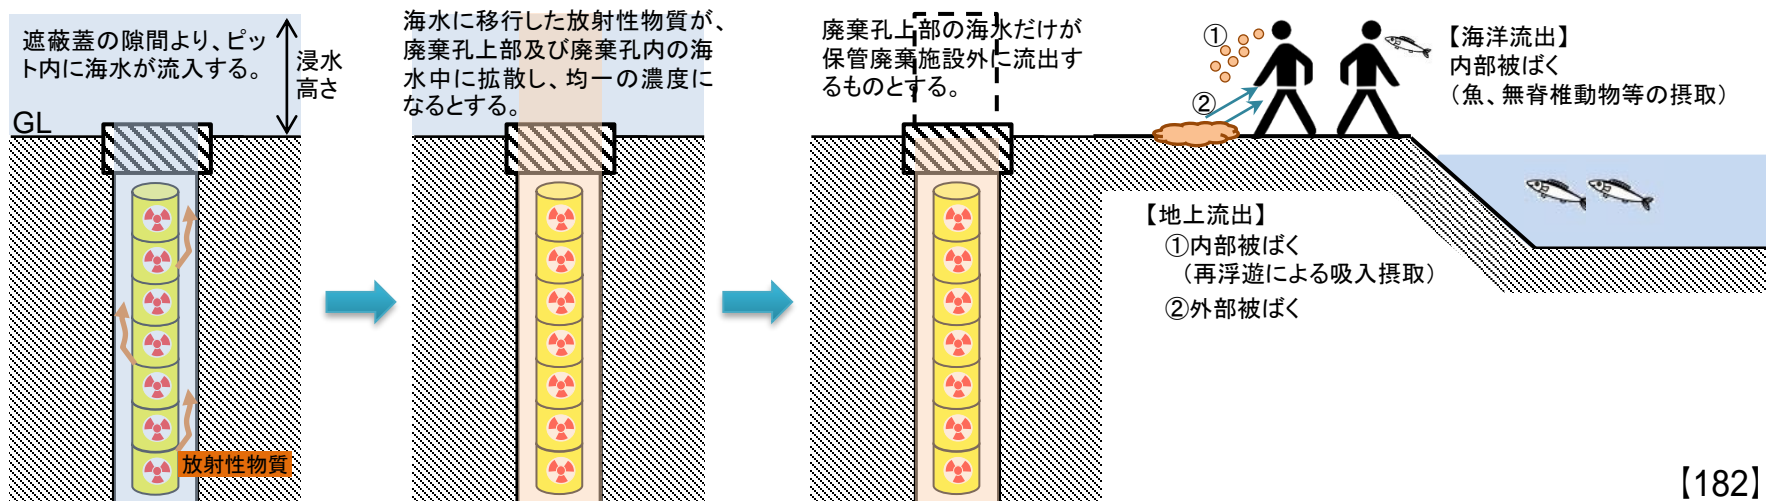 遮蔽蓋の隙間より、ピッ
ト内に海水が流入する。
浸水
高さ
GL
放射性物質
海水に移行した放射性物質が、
廃棄孔上部及び廃棄孔内の海
水中に拡散し、均一の濃度に
なるとする。
廃棄孔上部の海水だけが
保管廃棄施設外に流出す
るものとする。
①
②
【海洋流出】
内部被ばく
（魚、無脊椎動物等の摂取）
【地上流出】
①内部被ばく
（再浮遊による吸入摂取）
②外部被ばく
【182】